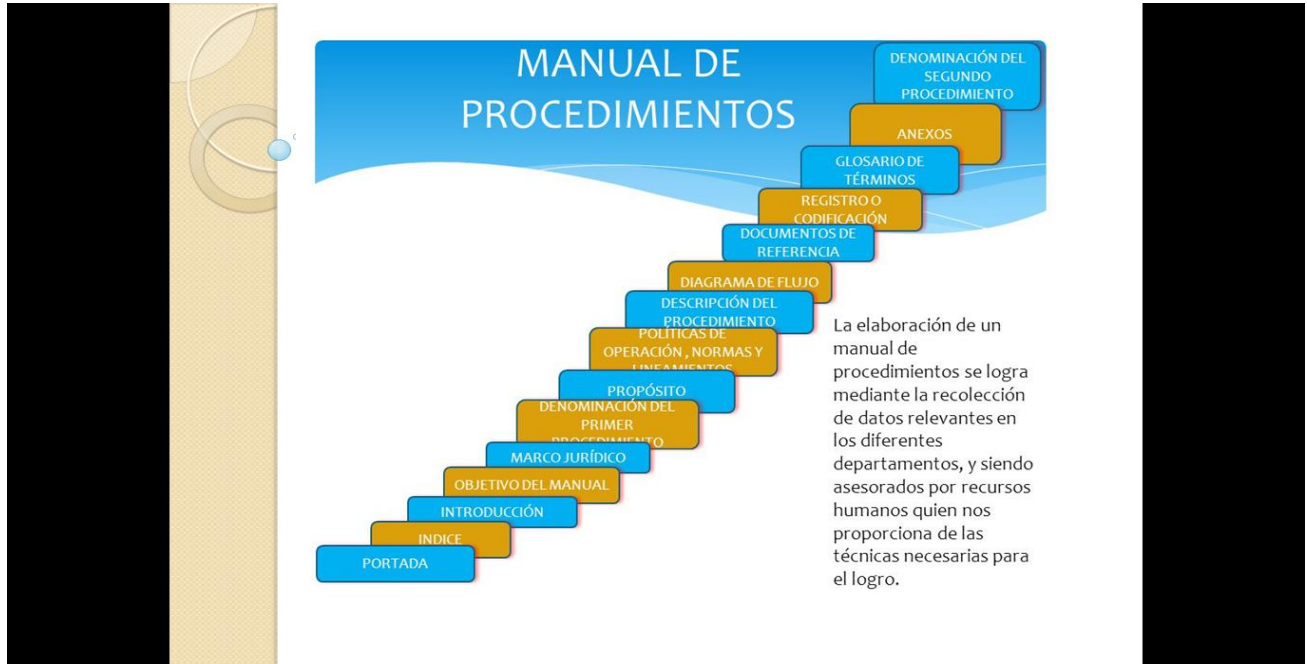 MANUAL DE
PROCEDIMIENTOS
DENOMINACIÓN DEL
SEGUNDO
PROCEDIMIENTO
ANEXOS
GLOSARIO DE
TÉRMINOS
REGISTRO O
CODIFICACIÓN
DOCUMENTOS DE
REFERENCIA
DIAGRAMA DE FLUJO
DESCRIPCIÓN DEL
PROCEDIMIENTO
POLÍTICAS DE
OPERACIÓN , NORMAS Y
LINEAMIENTOS
PROPÓSITO
DENOMINACIÓN DEL
PRIMER
PROCEDIMIENTO
MARCO JURÍDICO
OBJETIVO DEL MANUAL
INTRODUCCIÓN
INDICE
PORTADA
La elaboración de un
manual de
procedimientos se logra
mediante la recolección
de datos relevantes en
los diferentes
departamentos, y siendo
asesorados por recursos
humanos quien nos
proporciona de las
técnicas necesarias para
el logro.